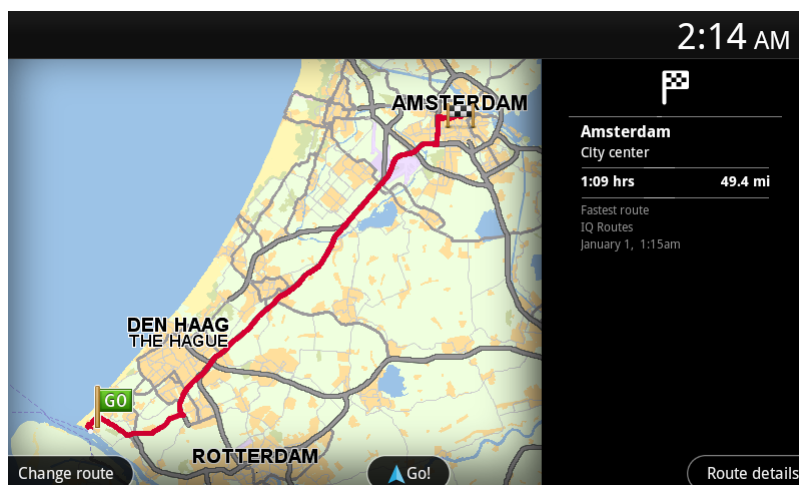 2:14 AM
AMSTERDAM
Amsterdam
City center
1:09 hrs 49.4 mi
Fastest route
IQ Routes
January 1, 1:15am
DEN HAAG
THE HAGUE
GO
ROTTERDAM
Change route
Go!
Route details